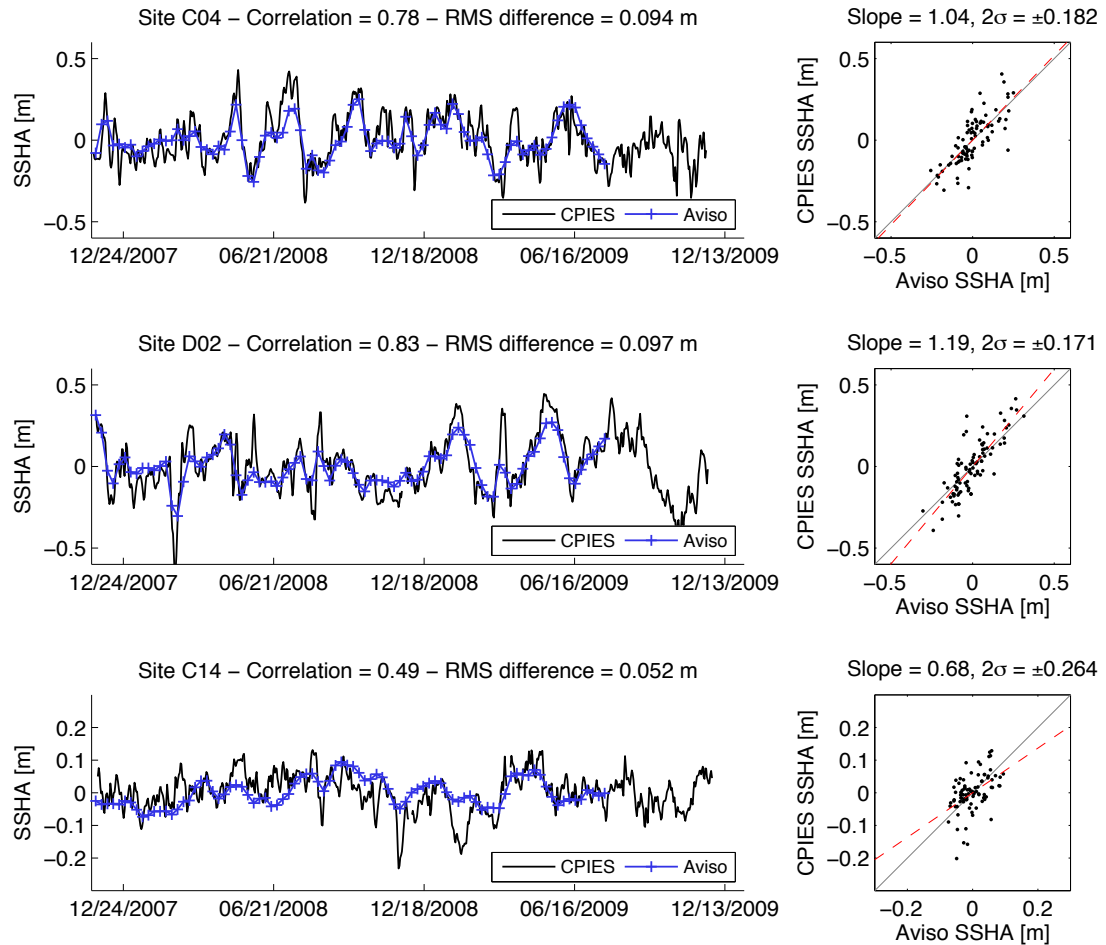 Site C04 − Correlation = 0.78 − RMS difference = 0.094 m
SSHA [m]
0.5
0
−0.5
CPIES Aviso
12/24/2007 06/21/2008 12/18/2008 06/16/2009 12/13/2009
Slope = 1.04, 2σ = ±0.182
CPIES SSHA [m]
0.5
0
−0.5
−0.5 0 0.5
Aviso SSHA [m]
Site D02 − Correlation = 0.83 − RMS difference = 0.097 m
SSHA [m]
0.5
0
−0.5
CPIES Aviso
12/24/2007 06/21/2008 12/18/2008 06/16/2009 12/13/2009
Slope = 1.19, 2σ = ±0.171
CPIES SSHA [m]
0.5
0
−0.5
−0.5 0 0.5
Aviso SSHA [m]
Site C14 − Correlation = 0.49 − RMS difference = 0.052 m
SSHA [m]
0.2
0.1
0
−0.1
−0.2
CPIES Aviso
12/24/2007 06/21/2008 12/18/2008 06/16/2009 12/13/2009
Slope = 0.68, 2σ = ±0.264
CPIES SSHA [m]
0.2
0.1
0
−0.1
−0.2
−0.2 0 0.2
Aviso SSHA [m]